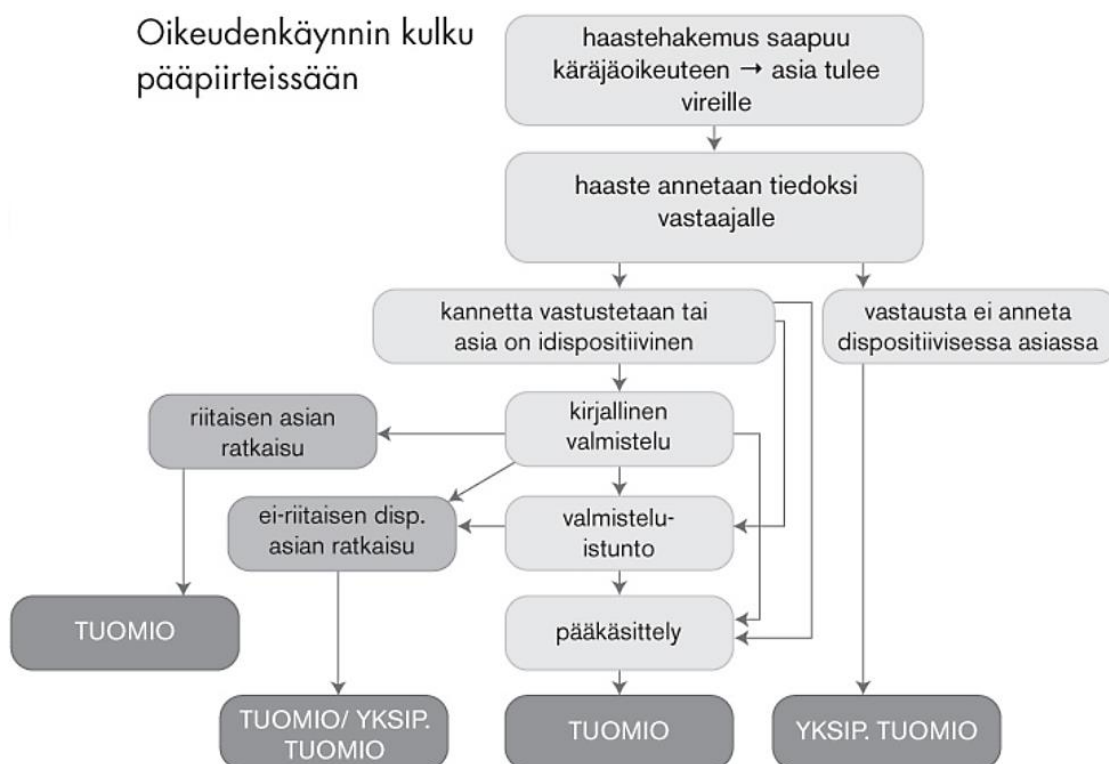 Oikeudenkäynnin kulku
pääpiirteissään
haastehakemus saapuu
käräjäoikeuteen → asia tulee
vireille
haaste annetaan tiedoksi
vastaajalle
kannetta vastustetaan tai
asia on idispositiivinen
vastausta ei anneta
dispositiivisessa asiassa
riitaisen asian
ratkaisu
kirjallinen
valmistelu
ei-riitaisen disp.
asian ratkaisu
valmistelu-
istunto
TUOMIO
pääkäsittely
TUOMIO/ YKSIP.
TUOMIO
TUOMIO
YKSIP. TUOMIO